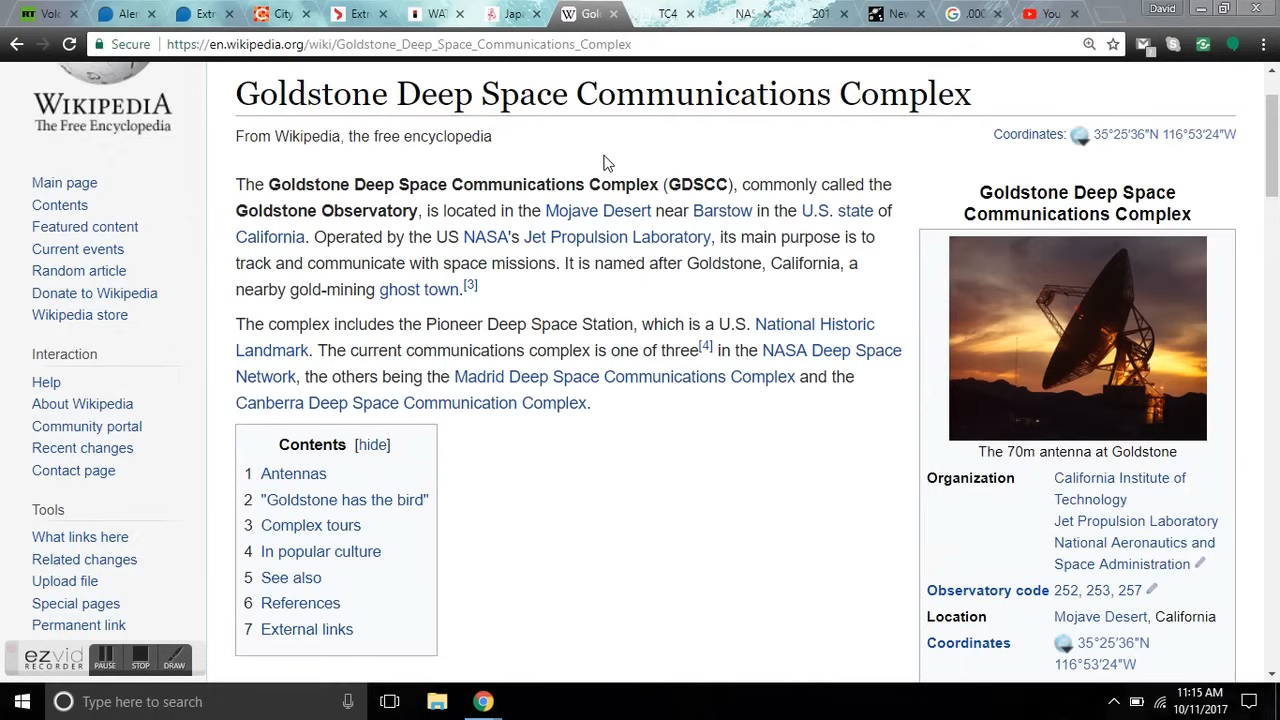 Vol
Aler
Extr
City
Extr
WAT
Japa
Gol
TC4
NAS
201
New
.000
You
David
Secure
https://en.wikipedia.org/wiki/Goldstone_Deep_Space_Communications_Complex
WIKIPEDIA
The Free Encyclopedia
Main page
Contents
Featured content
Current events
Random article
Donate to Wikipedia
Wikipedia store
Interaction
Help
About Wikipedia
Community portal
Recent changes
Contact page
Tools
What links here
Related changes
Upload file
Special pages
Permanent link
Goldstone Deep Space Communications Complex
From Wikipedia, the free encyclopedia
Coordinates: 35°25′36″N 116°53′24″W
The Goldstone Deep Space Communications Complex (GDSCC), commonly called the
Goldstone Observatory, is located in the Mojave Desert near Barstow in the U.S. state of
California. Operated by the US NASA's Jet Propulsion Laboratory, its main purpose is to
track and communicate with space missions. It is named after Goldstone, California, a
nearby gold-mining ghost town.[3]
The complex includes the Pioneer Deep Space Station, which is a U.S. National Historic
Landmark. The current communications complex is one of three[4] in the NASA Deep Space
Network, the others being the Madrid Deep Space Communications Complex and the
Canberra Deep Space Communication Complex.
Contents [hide]
1 Antennas
2 "Goldstone has the bird"
3 Complex tours
4 In popular culture
5 See also
6 References
7 External links
Goldstone Deep Space
Communications Complex
The 70m antenna at Goldstone
Organization California Institute of
Technology
Jet Propulsion Laboratory
National Aeronautics and
Space Administration
Observatory code 252, 253, 257
Location Mojave Desert, California
Coordinates 35°25′36″N
116°53′24″W
ezvid
RECORDER
PAUSE
STOP
DRAW
Type here to search
11:15 AM
10/11/2017